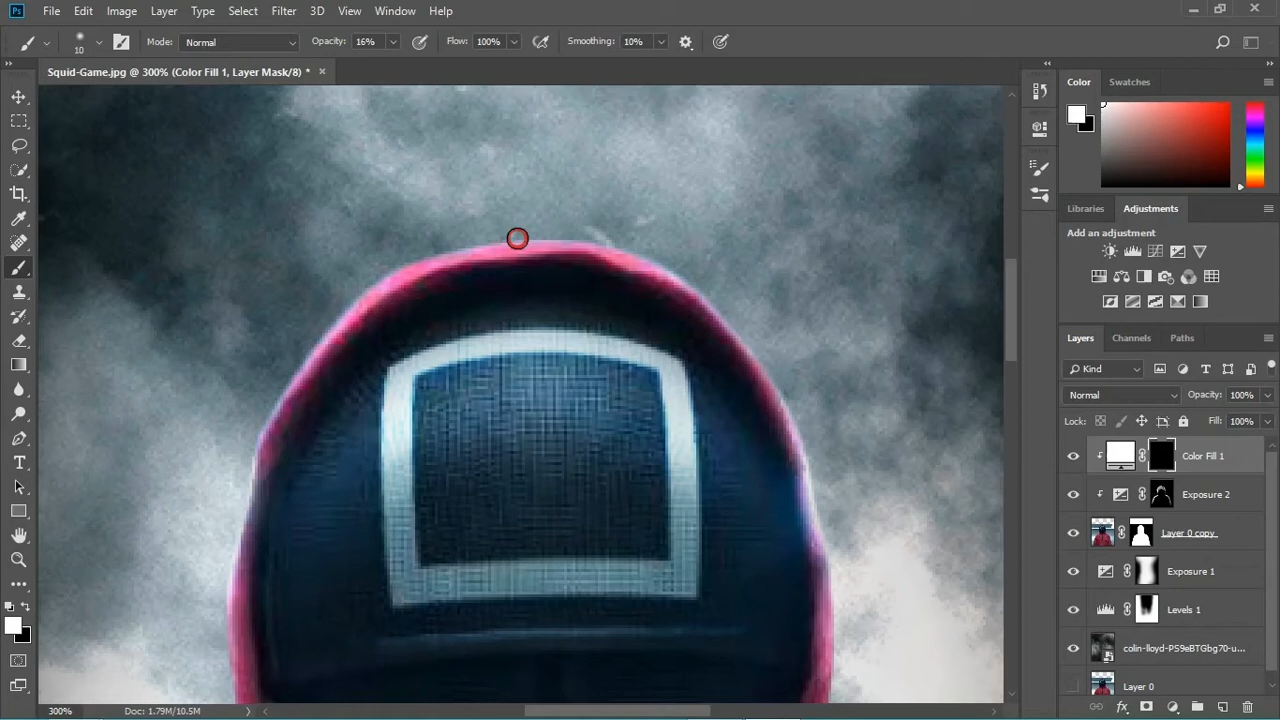 Ps File Edit Image Layer Type Select Filter 3D View Window Help
10 Mode: Normal Opacity: 16% Flow: 100% Smoothing: 10%
Squid-Game.jpg @ 300% (Color Fill 1, Layer Mask/8) *
Color Swatches
Libraries Adjustments
Add an adjustment
Layers Channels Paths
Kind
Normal Opacity: 100%
Lock: Fill: 100%
Color Fill 1
Exposure 2
Layer 0 copy
Exposure 1
Levels 1
colin-lloyd-PS9eBTGbg70-u...
Layer 0
300% Doc: 1.79M/10.5M